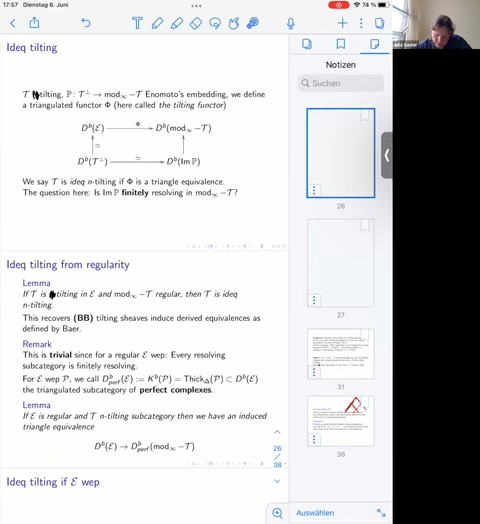 17:57 Dienstag 6. Juni
74 %
Notizen
Suchen
Ideq tilting
T tilting, ℙ: T^⊥ → mod_∞ − T Enomoto's embedding, we define
a triangulated functor Φ (here called the tilting functor)
D^b(ℰ) Φ D^b(mod_∞ −T)
≃
D^b(T^⊥) ≃ D^b(Im ℙ)
We say T is ideq n-tilting if Φ is a triangle equivalence.
The question here: Is Im ℙ finitely resolving in mod_∞ −T?
26
Ideq tilting from regularity
Lemma
If T is tilting in ℰ and mod_∞ −T regular, then T is ideq
n-tilting.
This recovers (BB) tilting sheaves induce derived equivalences as
defined by Baer.
27
Remark
This is trivial since for a regular ℰ wep: Every resolving
subcategory is finitely resolving.
For ℰ wep P, we call D^b_perf(ℰ) := K^b(P) = Thick_Δ(P) ⊂ D^b(ℰ)
the triangulated subcategory of perfect complexes.
31
Lemma
If ℰ is regular and T n-tilting subcategory then we have an induced
triangle equivalence
D^b(ℰ) → D^b_perf(mod_∞ −T)
36
26
38
Ideq tilting if ℰ wep
Auswählen